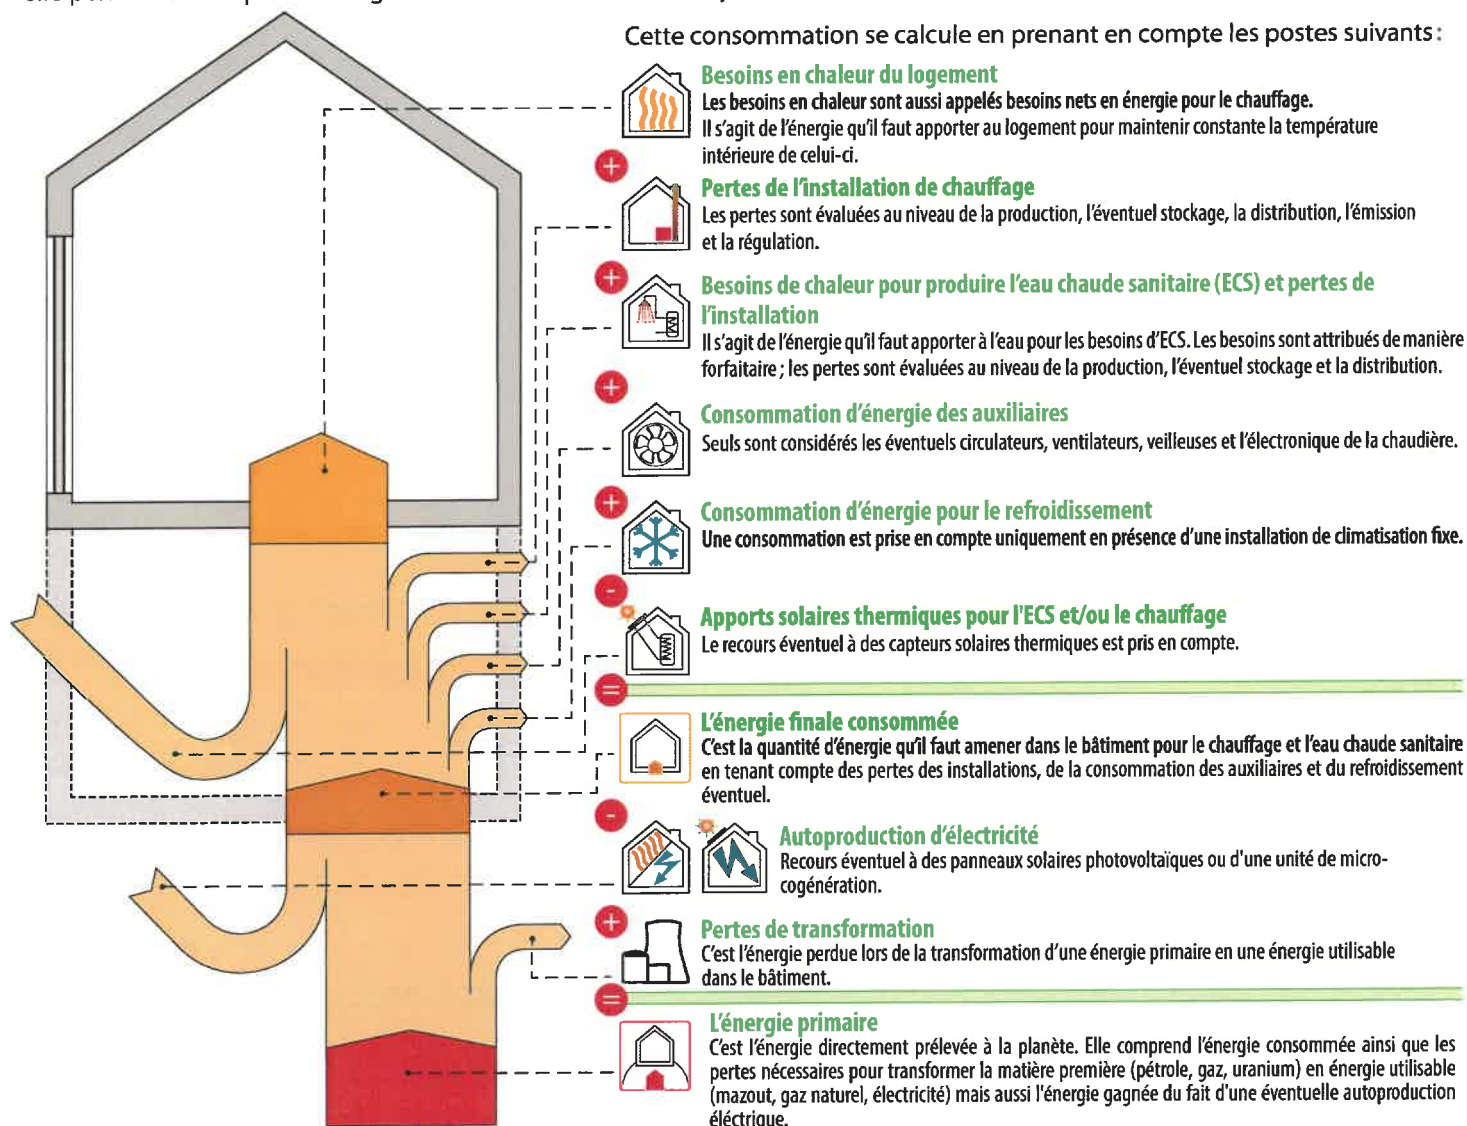 Cette consommation se calcule en prenant en compte les postes suivants :
Besoins en chaleur du logement
Les besoins en chaleur sont aussi appelés besoins nets en énergie pour le chauffage.
Il s'agit de l'énergie qu'il faut apporter au logement pour maintenir constante la température
intérieure de celui-ci.
+
Pertes de l'installation de chauffage
Les pertes sont évaluées au niveau de la production, l'éventuel stockage, la distribution, l'émission
et la régulation.
+
Besoins de chaleur pour produire l'eau chaude sanitaire (ECS) et pertes de
l'installation
Il s'agit de l'énergie qu'il faut apporter à l'eau pour les besoins d'ECS. Les besoins sont attribués de manière
forfaitaire ; les pertes sont évaluées au niveau de la production, l'éventuel stockage et la distribution.
+
Consommation d'énergie des auxiliaires
Seuls sont considérés les éventuels circulateurs, ventilateurs, veilleuses et l'électronique de la chaudière.
+
Consommation d'énergie pour le refroidissement
Une consommation est prise en compte uniquement en présence d'une installation de climatisation fixe.
-
Apports solaires thermiques pour l'ECS et/ou le chauffage
Le recours éventuel à des capteurs solaires thermiques est pris en compte.
=
L'énergie finale consommée
C'est la quantité d'énergie qu'il faut amener dans le bâtiment pour le chauffage et l'eau chaude sanitaire
en tenant compte des pertes des installations, de la consommation des auxiliaires et du refroidissement
éventuel.
-
Autoproduction d'électricité
Recours éventuel à des panneaux solaires photovoltaïques ou d'une unité de micro-
cogénération.
+
Pertes de transformation
C'est l'énergie perdue lors de la transformation d'une énergie primaire en une énergie utilisable
dans le bâtiment.
=
L'énergie primaire
C'est l'énergie directement prélevée à la planète. Elle comprend l'énergie consommée ainsi que les
pertes nécessaires pour transformer la matière première (pétrole, gaz, uranium) en énergie utilisable
(mazout, gaz naturel, électricité) mais aussi l'énergie gagnée du fait d'une éventuelle autoproduction
éléctrique.